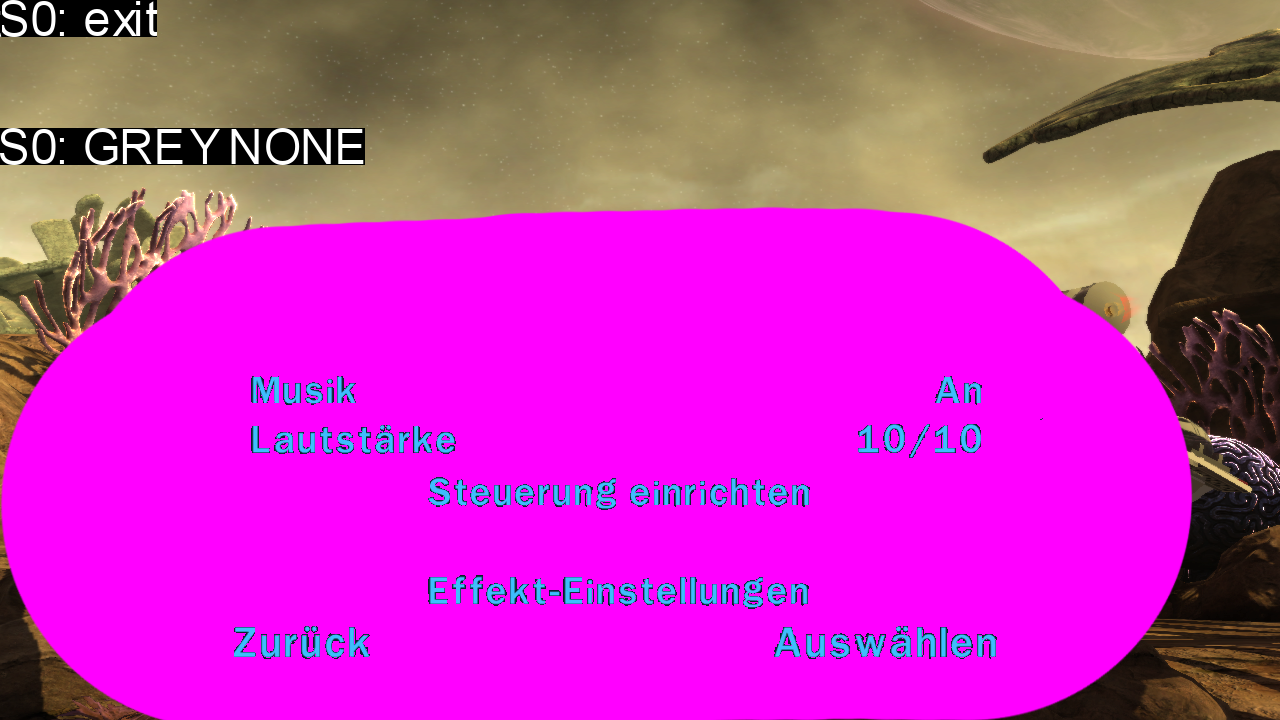 S0: exit
S0: GREY NONE
Musik An
Lautstärke 10/10
Steuerung einrichten
Effekt-Einstellungen
Zurück Auswählen